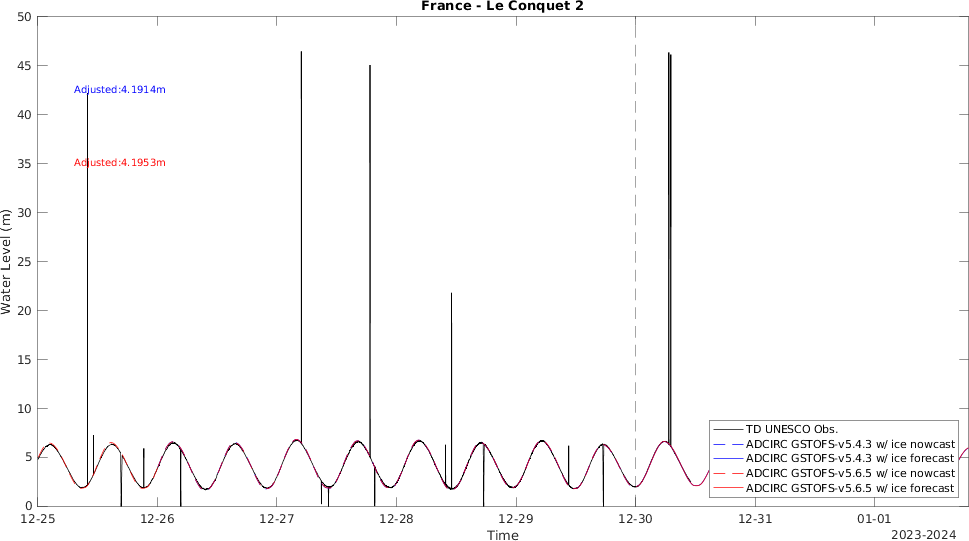 France - Le Conquet 2
50
45
40
35
30
25
20
15
10
5
0
Water Level (m)
Adjusted:4.1914m
Adjusted:4.1953m
TD UNESCO Obs.
ADCIRC GSTOFS-v5.4.3 w/ ice nowcast
ADCIRC GSTOFS-v5.4.3 w/ ice forecast
ADCIRC GSTOFS-v5.6.5 w/ ice nowcast
ADCIRC GSTOFS-v5.6.5 w/ ice forecast
12-25 12-26 12-27 12-28 12-29 12-30 12-31 01-01
Time
2023-2024